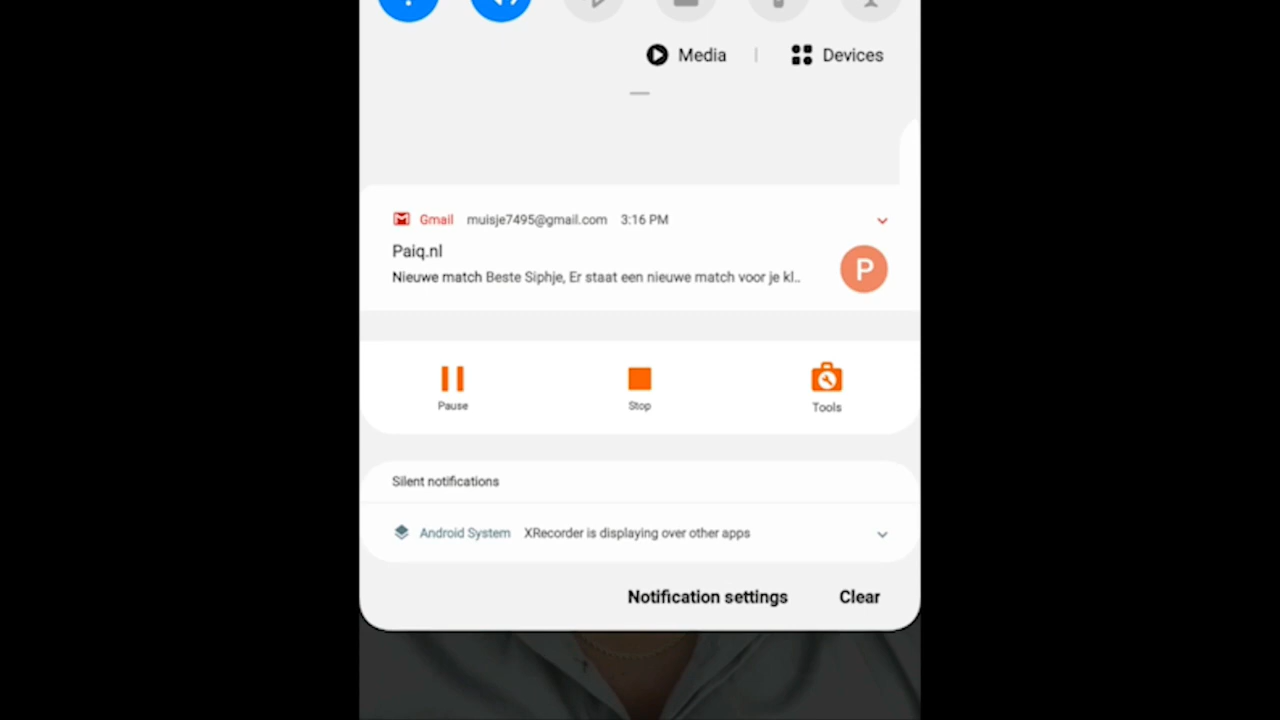 Media | Devices
Gmail muisje7495@gmail.com 3:16 PM
Paiq.nl
P
Nieuwe match Beste Siphje, Er staat een nieuwe match voor je kl..
Pause Stop Tools
Silent notifications
Android System XRecorder is displaying over other apps
Notification settings Clear